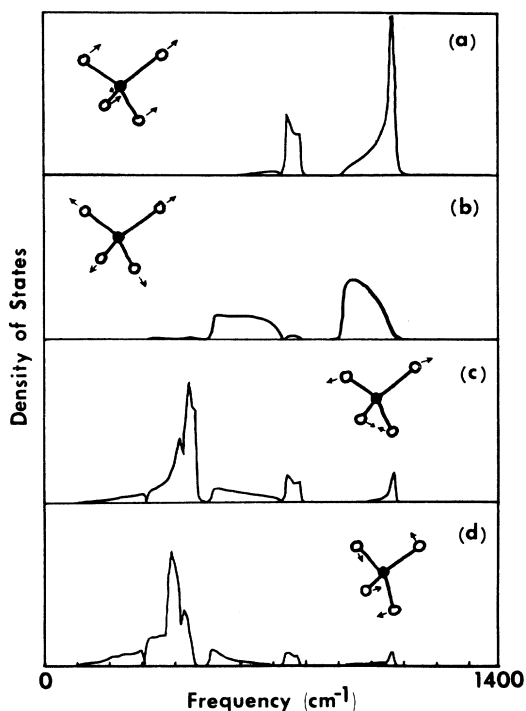 (a)
(b)
(c)
(d)
Density of States
0
1400
Frequency (cm⁻¹)